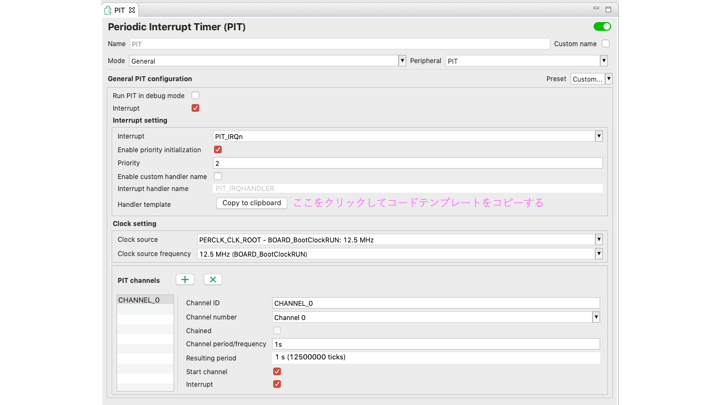 PIT
Periodic Interrupt Timer (PIT)
Name PIT Custom name
Mode General Peripheral PIT
General PIT configuration Preset Custom...
Run PIT in debug mode
Interrupt
Interrupt setting
Interrupt PIT_IRQn
Enable priority initialization
Priority 2
Enable custom handler name
Interrupt handler name PIT_IRQHANDLER
Handler template Copy to clipboard ここをクリックしてコードテンプレートをコピーする
Clock setting
Clock source PERCLK_CLK_ROOT - BOARD_BootClockRUN: 12.5 MHz
Clock source frequency 12.5 MHz (BOARD_BootClockRUN)
PIT channels
CHANNEL_0
Channel ID CHANNEL_0
Channel number Channel 0
Chained
Channel period/frequency 1s
Resulting period 1 s (12500000 ticks)
Start channel
Interrupt